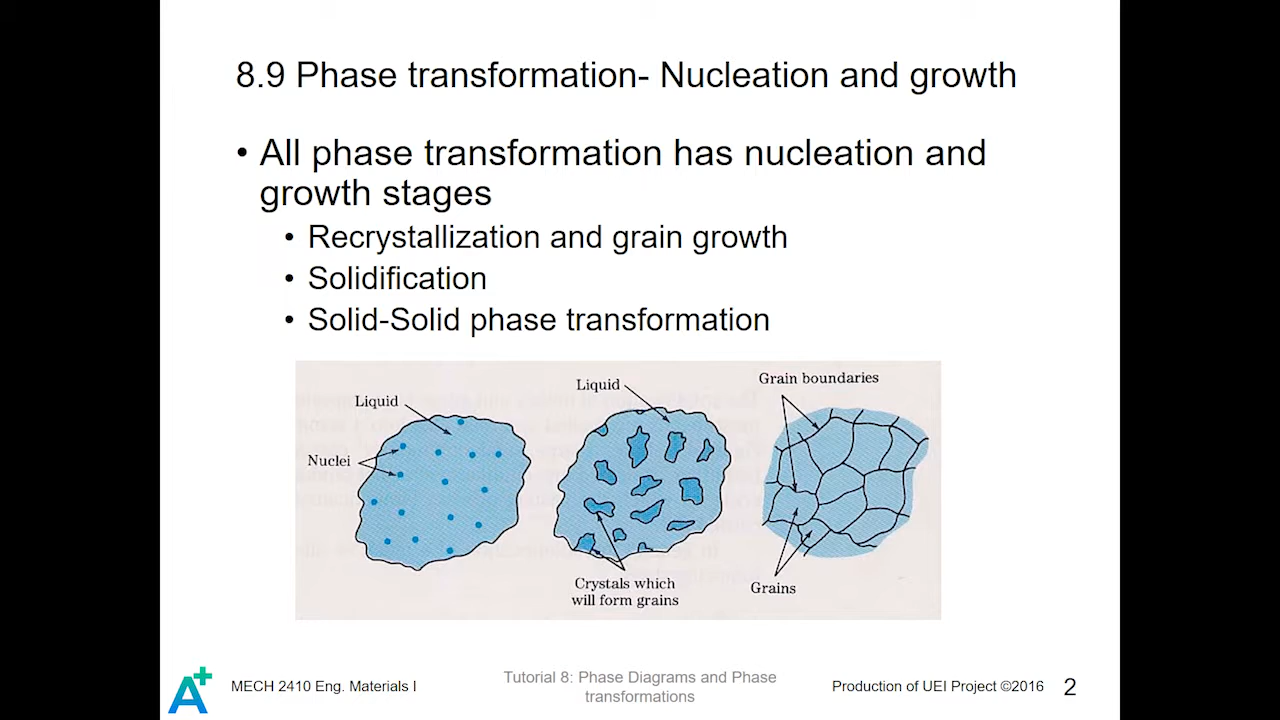 8.9 Phase transformation- Nucleation and growth
• All phase transformation has nucleation and
growth stages
• Recrystallization and grain growth
• Solidification
• Solid-Solid phase transformation
Liquid
Nuclei
Liquid
Crystals which
will form grains
Grain boundaries
Grains
A+
MECH 2410 Eng. Materials I
Tutorial 8: Phase Diagrams and Phase
transformations
Production of UEI Project ©2016
2